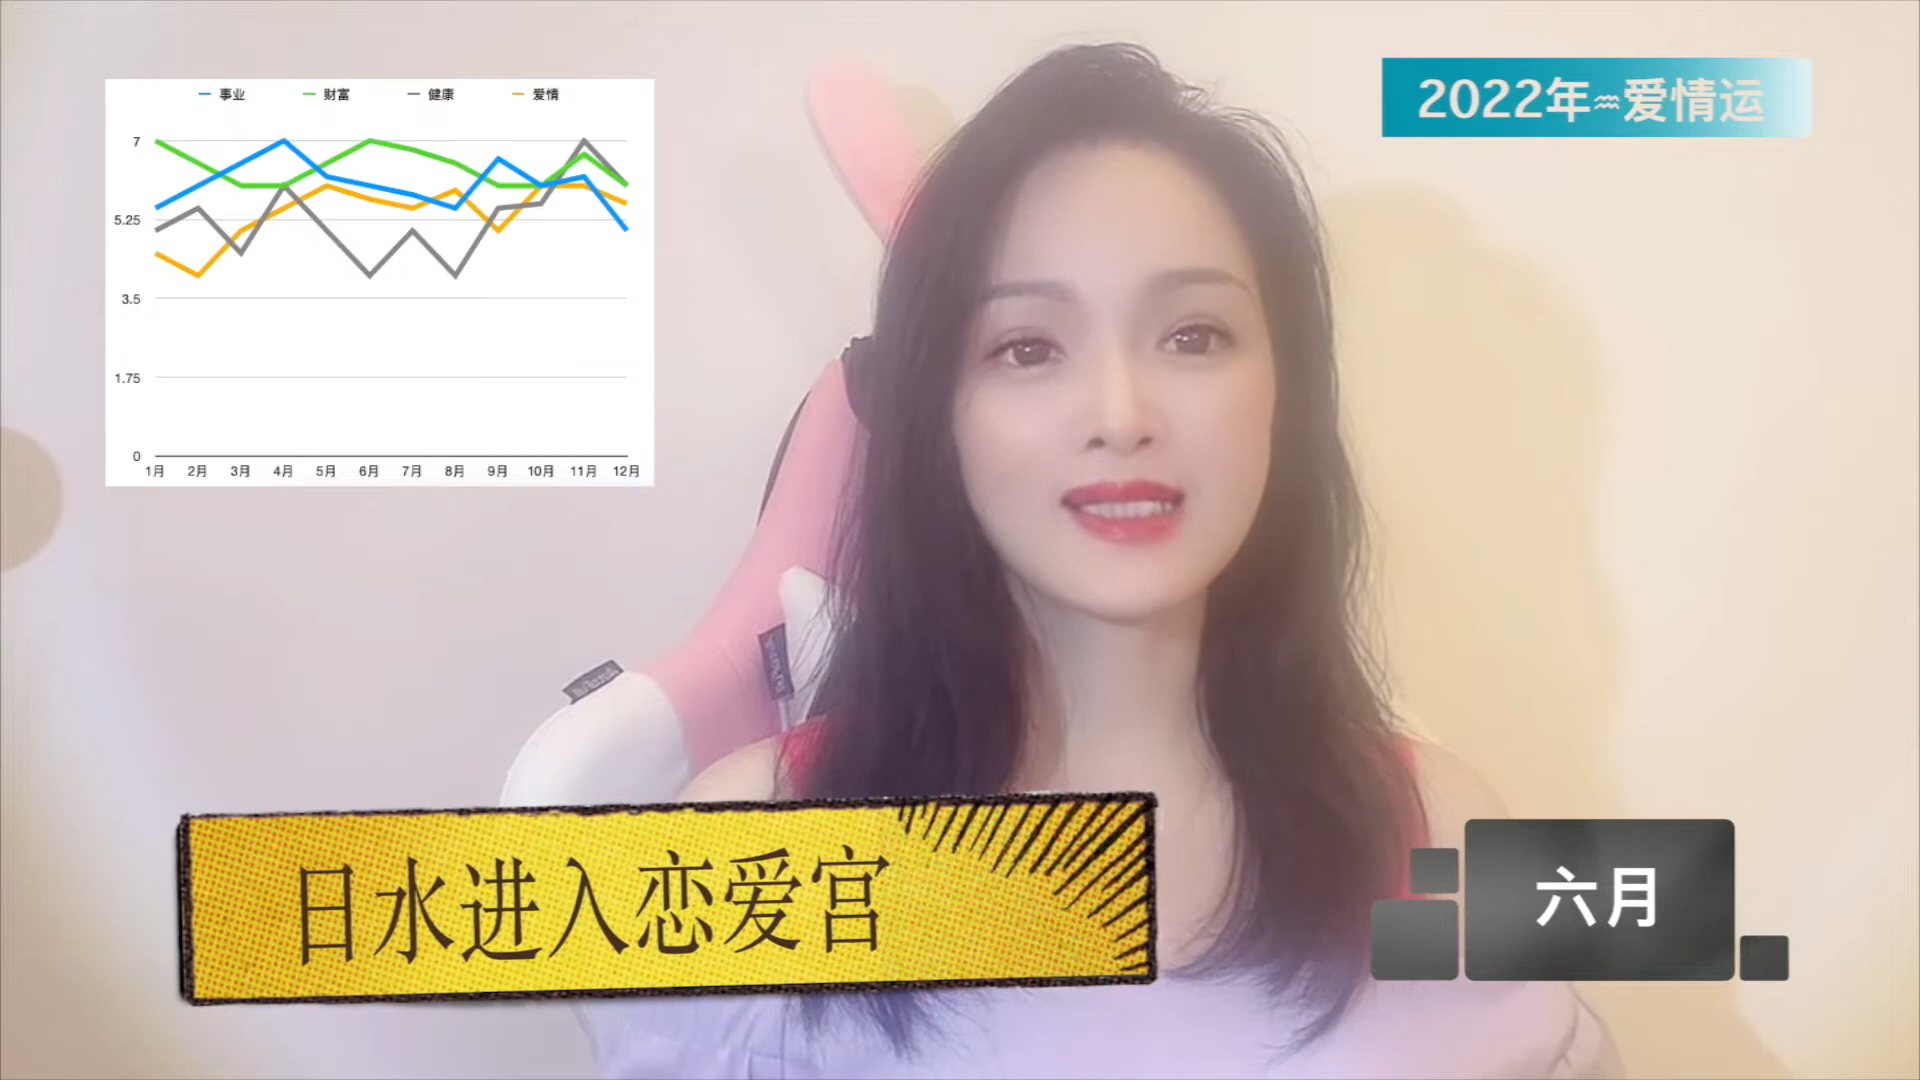 事业 财富 健康 爱情
7
5.25
3.5
1.75
0
1月 2月 3月 4月 5月 6月 7月 8月 9月 10月 11月 12月
2022年♒爱情运
日水进入恋爱宫
六月